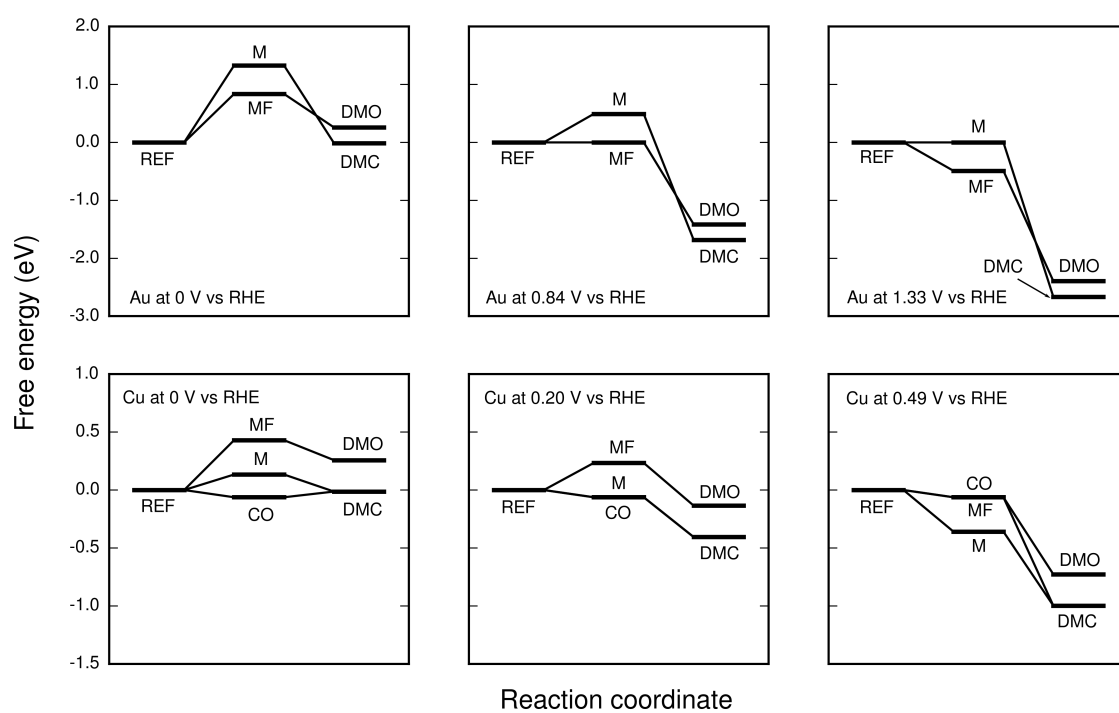 Free energy (eV)
2.0
1.0
0.0
-1.0
-2.0
-3.0
M
MF
REF
DMO
DMC
Au at 0 V vs RHE
M
REF
MF
DMO
DMC
Au at 0.84 V vs RHE
M
REF
MF
DMC
DMO
Au at 1.33 V vs RHE
1.0
0.5
0.0
-0.5
-1.0
-1.5
Cu at 0 V vs RHE
MF
DMO
M
REF
CO
DMC
Cu at 0.20 V vs RHE
MF
M
REF
CO
DMO
DMC
Cu at 0.49 V vs RHE
CO
REF
MF
M
DMO
DMC
Reaction coordinate